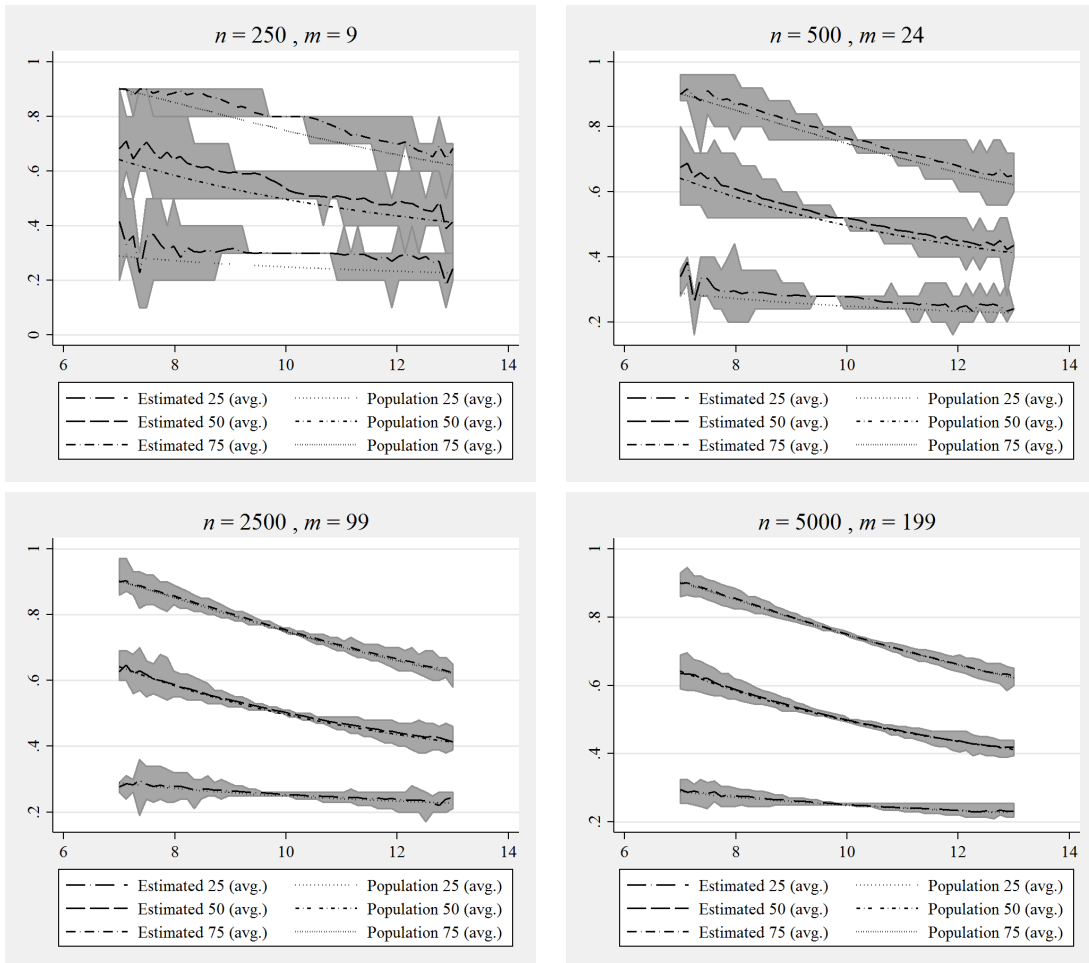 n = 250 , m = 9
1
.8
.6
.4
.2
0
6 8 10 12 14
Estimated 25 (avg.) Population 25 (avg.)
Estimated 50 (avg.) Population 50 (avg.)
Estimated 75 (avg.) Population 75 (avg.)
n = 500 , m = 24
1
.8
.6
.4
.2
6 8 10 12 14
Estimated 25 (avg.) Population 25 (avg.)
Estimated 50 (avg.) Population 50 (avg.)
Estimated 75 (avg.) Population 75 (avg.)
n = 2500 , m = 99
1
.8
.6
.4
.2
6 8 10 12 14
Estimated 25 (avg.) Population 25 (avg.)
Estimated 50 (avg.) Population 50 (avg.)
Estimated 75 (avg.) Population 75 (avg.)
n = 5000 , m = 199
1
.8
.6
.4
.2
6 8 10 12 14
Estimated 25 (avg.) Population 25 (avg.)
Estimated 50 (avg.) Population 50 (avg.)
Estimated 75 (avg.) Population 75 (avg.)